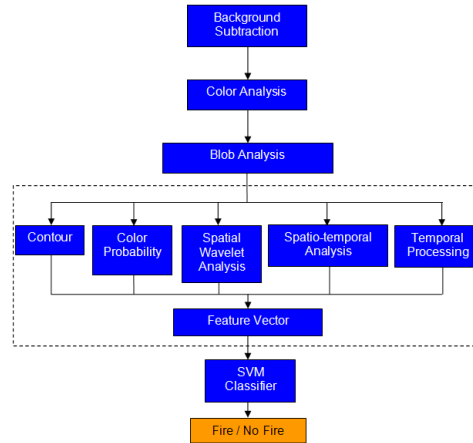 Background
Subtraction
Color Analysis
Blob Analysis
Contour
Color
Probability
Spatial
Wavelet
Analysis
Spatio-temporal
Analysis
Temporal
Processing
Feature Vector
SVM
Classifier
Fire / No Fire